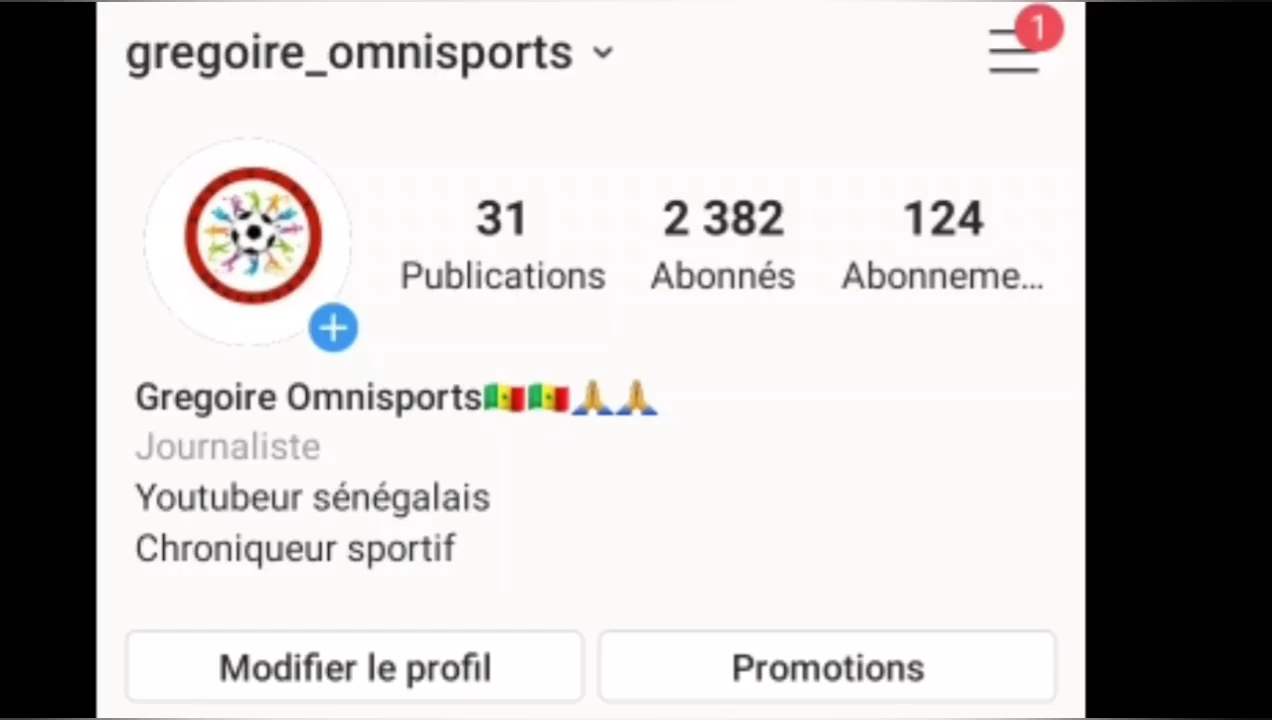 gregoire_omnisports
1
31 2 382 124
Publications Abonnés Abonneme...
Gregoire Omnisports🇸🇳🇸🇳🙏🙏
Journaliste
Youtubeur sénégalais
Chroniqueur sportif
Modifier le profil Promotions